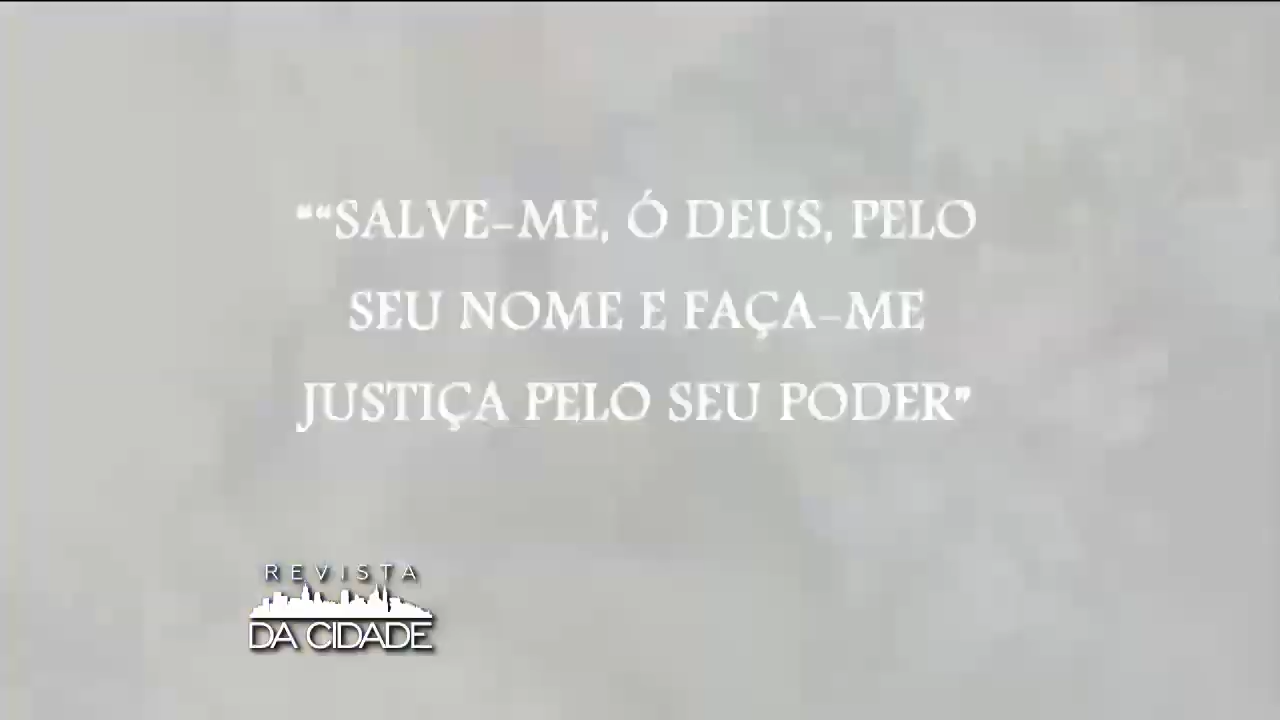 "“SALVE-ME, Ó DEUS, PELO
SEU NOME E FAÇA-ME
JUSTIÇA PELO SEU PODER"
REVISTA
DA CIDADE